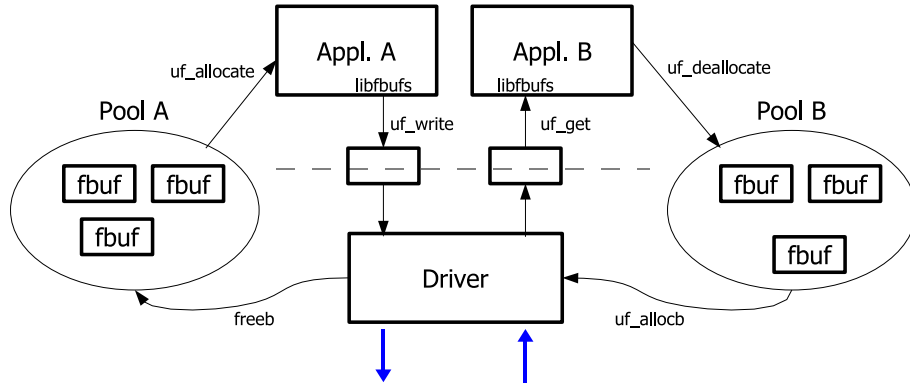 Appl. A
Appl. B
uf_allocate
libfbufs
libfbufs
uf_deallocate
Pool A
uf_write
uf_get
Pool B
fbuf
fbuf
fbuf
fbuf
fbuf
fbuf
Driver
freeb
uf_allocb